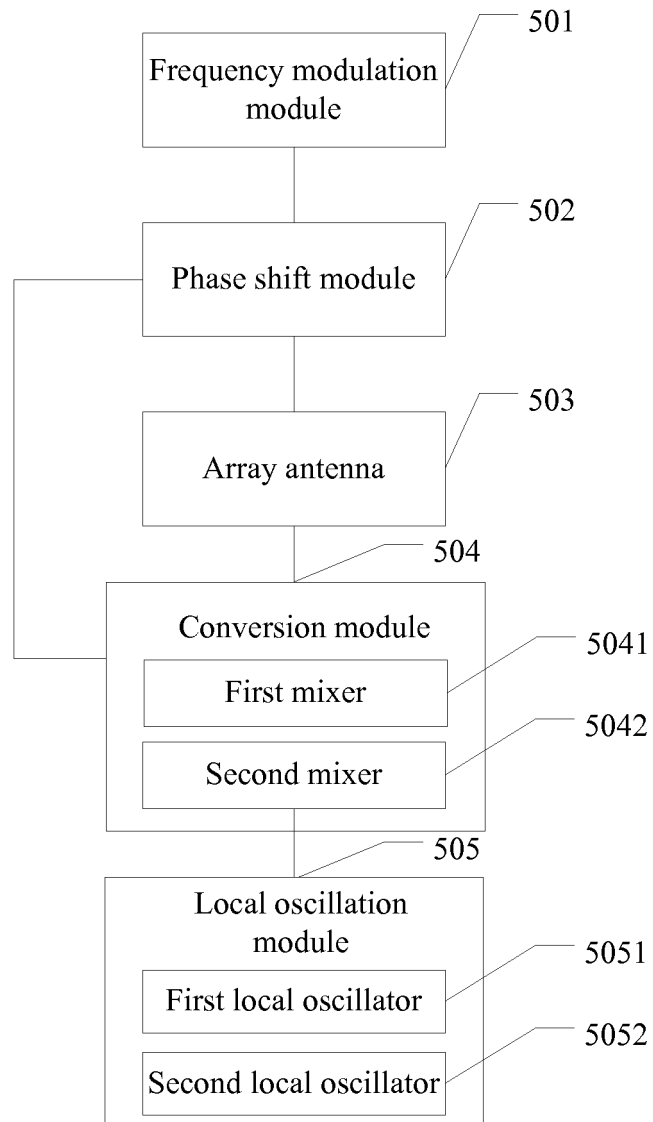 501
Frequency modulation
module
502
Phase shift module
503
Array antenna
504
Conversion module
5041
First mixer
5042
Second mixer
505
Local oscillation
module
5051
First local oscillator
5052
Second local oscillator